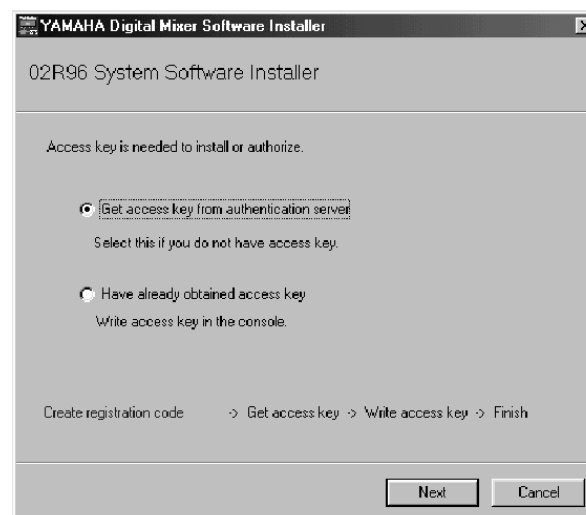 YAMAHA Digital Mixer Software Installer
02R96 System Software Installer
Access key is needed to install or authorize.
Get access key from authentication server
Select this if you do not have access key.
Have already obtained access key
Write access key in the console.
Create registration code -> Get access key -> Write access key -> Finish
Next Cancel